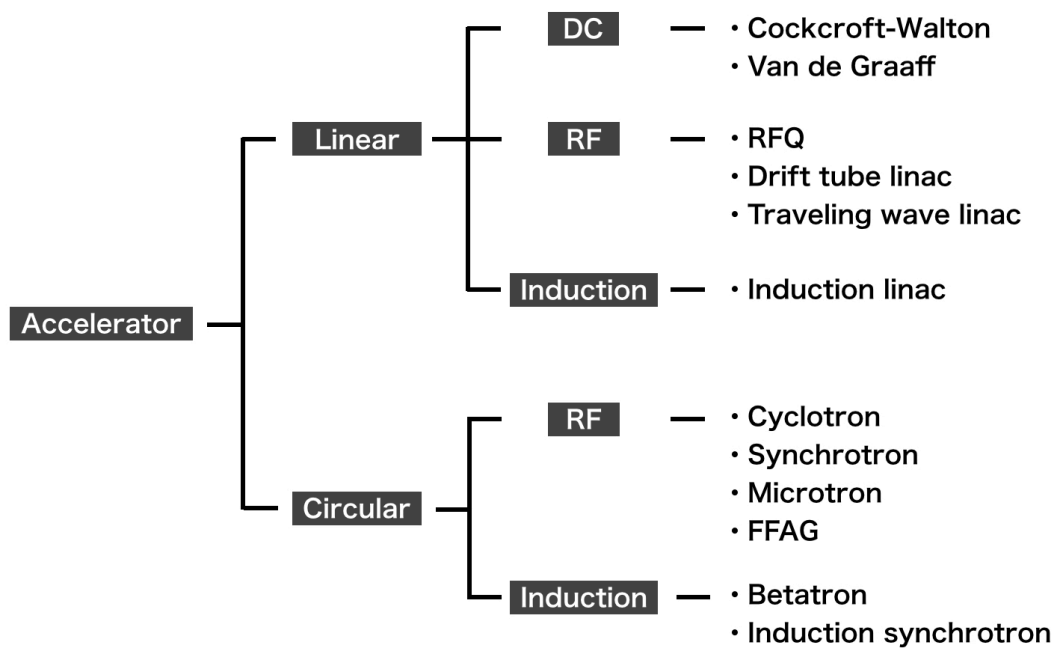 Accelerator
Linear
DC
・Cockcroft-Walton
・Van de Graaff
RF
・RFQ
・Drift tube linac
・Traveling wave linac
Induction
・Induction linac
Circular
RF
・Cyclotron
・Synchrotron
・Microtron
・FFAG
Induction
・Betatron
・Induction synchrotron